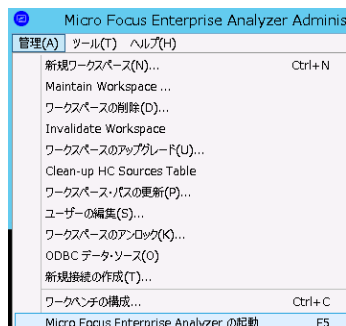 Micro Focus Enterprise Analyzer Adminis
管理(A) ツール(T) ヘルプ(H)
新規ワークスペース(N)... Ctrl+N
Maintain Workspace ...
ワークスペースの削除(D)...
Invalidate Workspace
ワークスペースのアップグレード(U)...
Clean-up HC Sources Table
ワークスペース・パスの更新(P)...
ユーザーの編集(S)...
ワークスペースのアンロック(K)...
ODBC データ・ソース(O)
新規接続の作成(T)...
ワークベンチの構成... Ctrl+C
Micro Focus Enterprise Analyzer の起動 F5